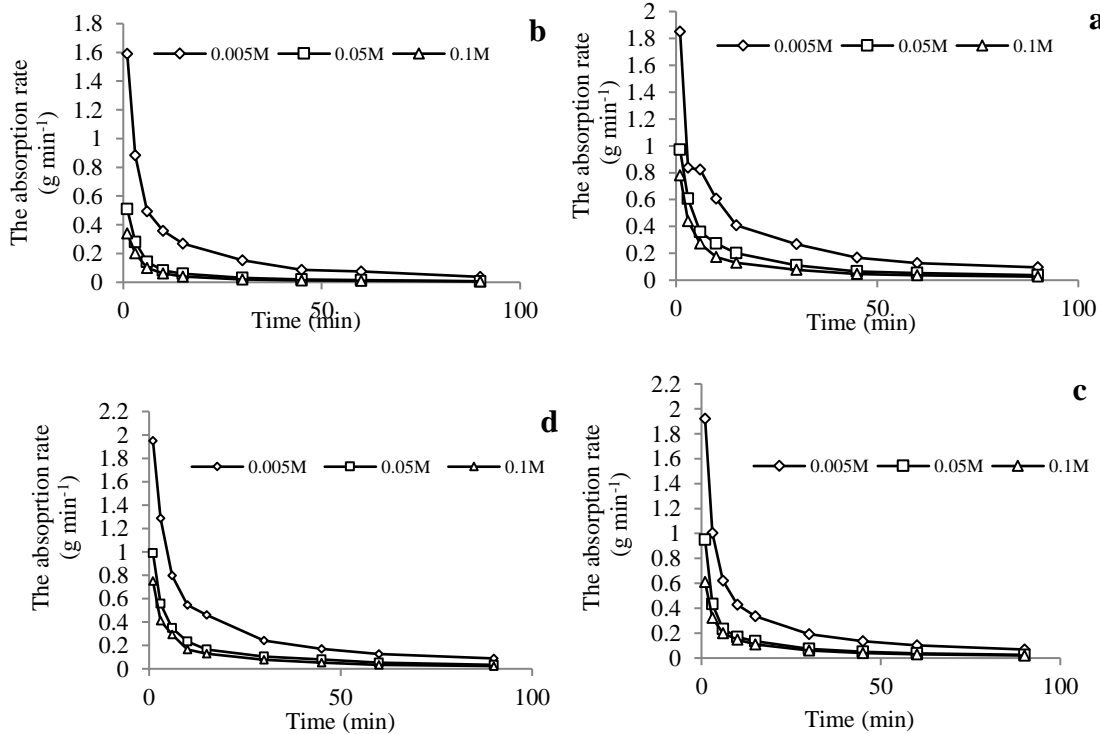 b
0.005M 0.05M 0.1M
The absorption rate
(g min-1)
1.8
1.6
1.4
1.2
1
0.8
0.6
0.4
0.2
0
0 50 100
Time (min)
a
0.005M 0.05M 0.1M
The absorption rate
(g min-1)
2
1.8
1.6
1.4
1.2
1
0.8
0.6
0.4
0.2
0
0 50 100
Time (min)
d
0.005M 0.05M 0.1M
The absoprtion rate
(g min-1)
2.2
2
1.8
1.6
1.4
1.2
1
0.8
0.6
0.4
0.2
0
0 50 100
Time (min)
c
0.005M 0.05M 0.1M
The absorption rate
(g min-1)
2.2
2
1.8
1.6
1.4
1.2
1
0.8
0.6
0.4
0.2
0
0 50 100
Time (min)